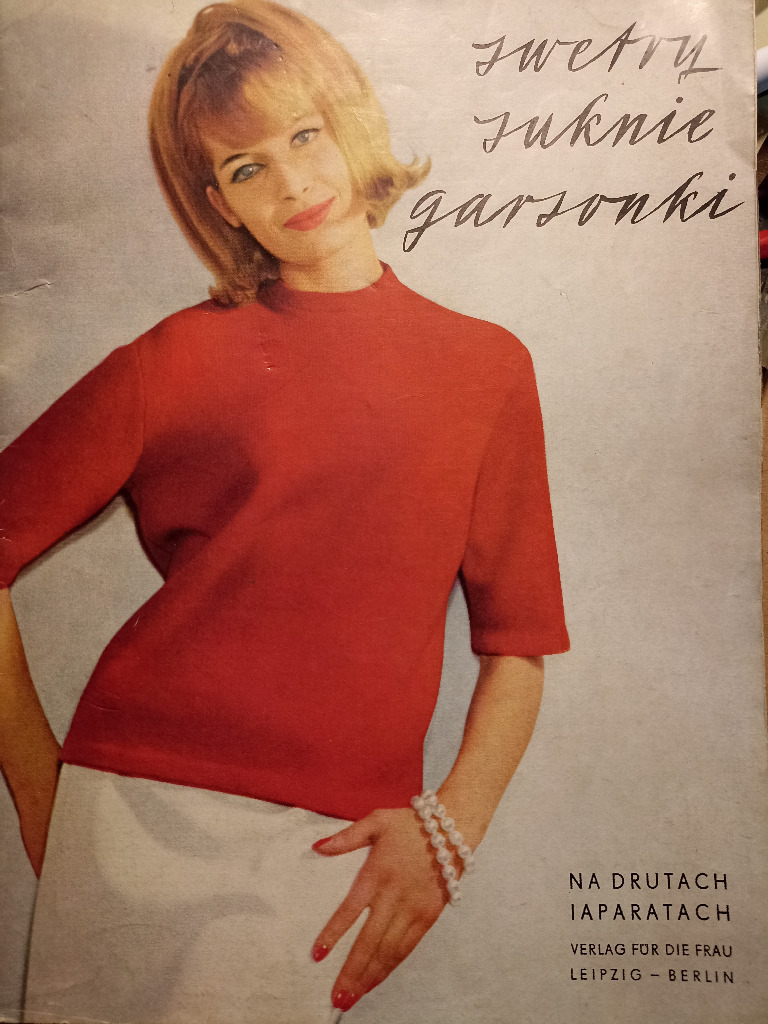 swetry
suknie
garsonki
NA DRUTACH
I APARATACH
VERLAG FÜR DIE FRAU
LEIPZIG – BERLIN